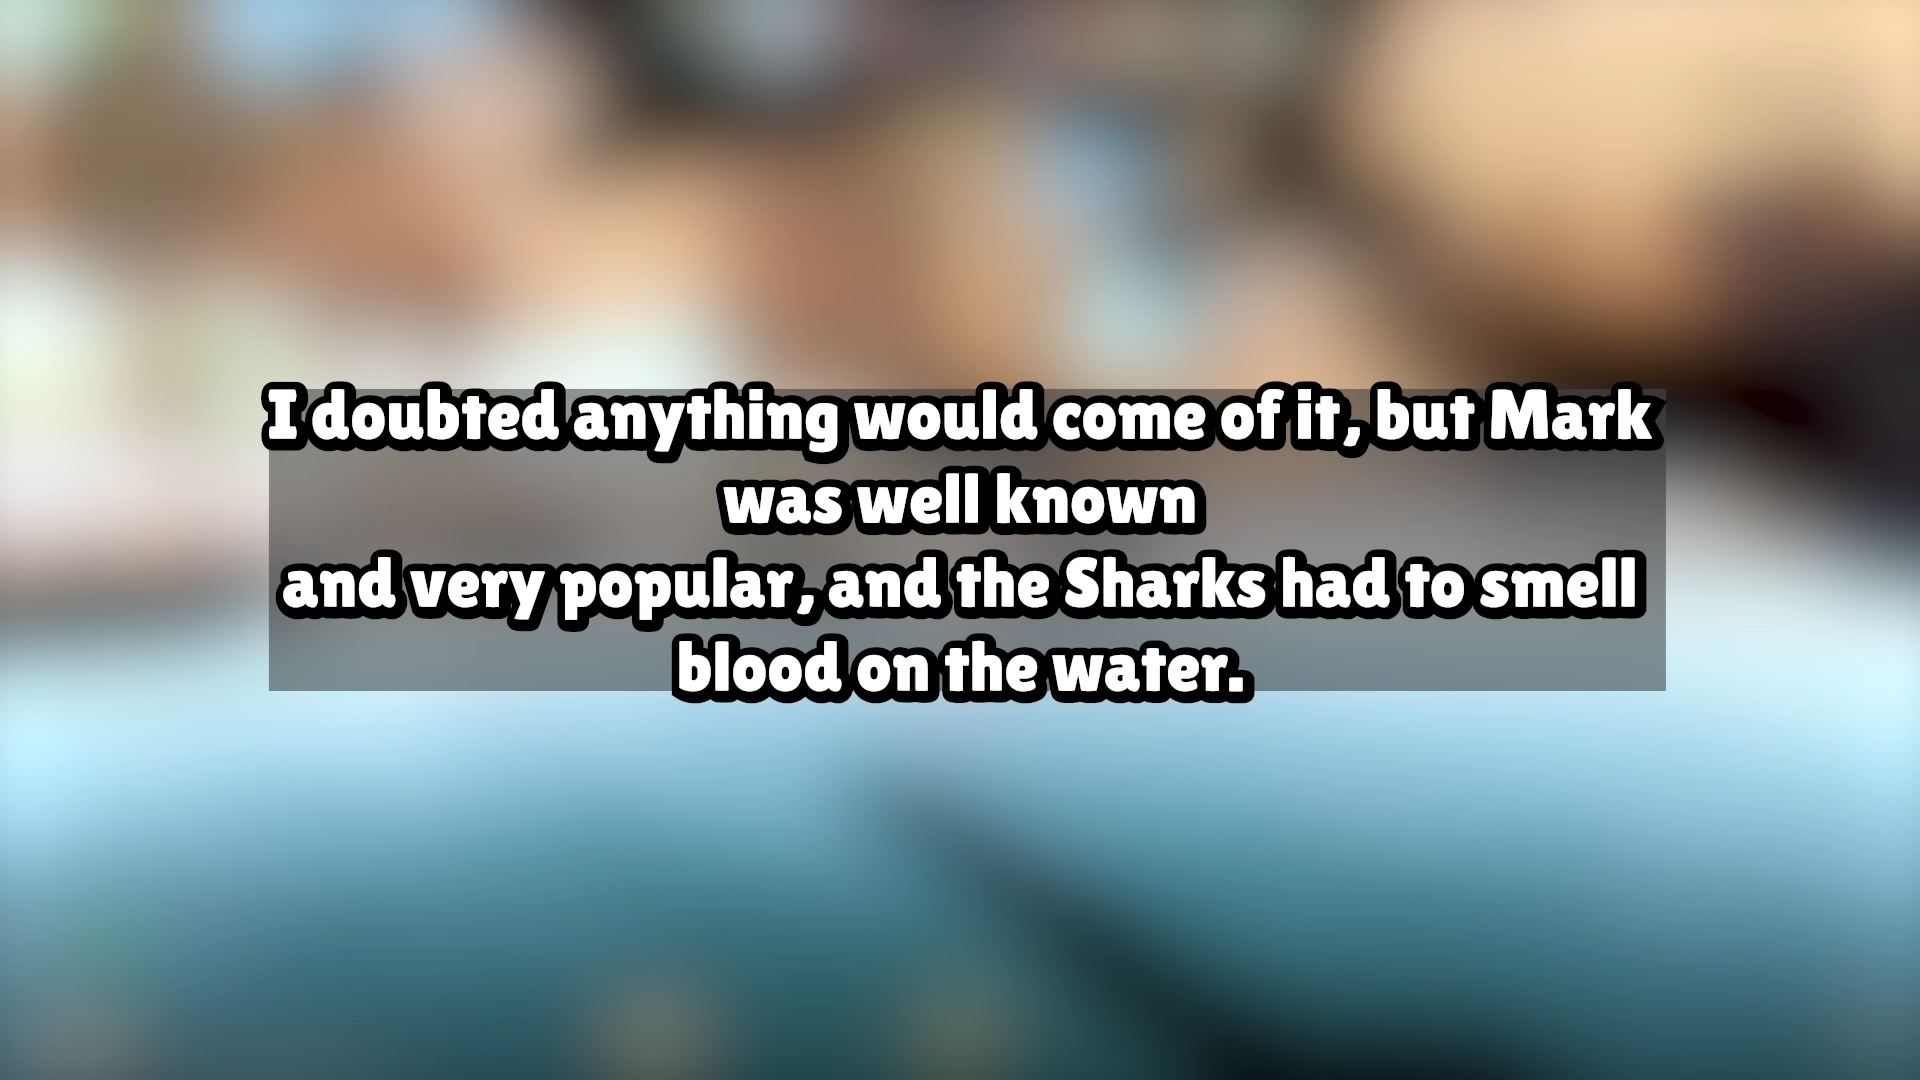 I doubted anything would come of it, but Mark
was well known
and very popular, and the Sharks had to smell
blood on the water.